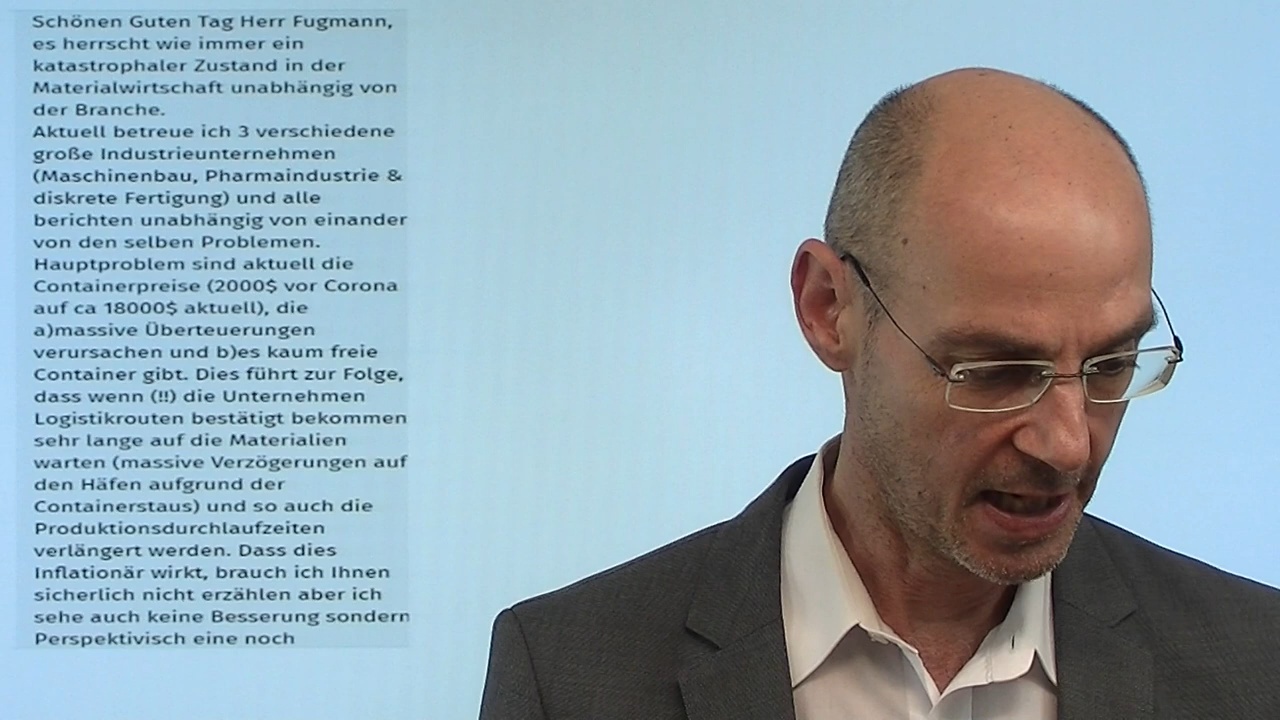 Schönen Guten Tag Herr Fugmann,
es herrscht wie immer ein
katastrophaler Zustand in der
Materialwirtschaft unabhängig von
der Branche.
Aktuell betreue ich 3 verschiedene
große Industrieunternehmen
(Maschinenbau, Pharmaindustrie &
diskrete Fertigung) und alle
berichten unabhängig von einander
von den selben Problemen.
Hauptproblem sind aktuell die
Containerpreise (2000$ vor Corona
auf ca 18000$ aktuell), die
a)massive Überteuerungen
verursachen und b)es kaum freie
Container gibt. Dies führt zur Folge,
dass wenn (!!) die Unternehmen
Logistikrouten bestätigt bekommen
sehr lange auf die Materialien
warten (massive Verzögerungen auf
den Häfen aufgrund der
Containerstaus) und so auch die
Produktionsdurchlaufzeiten
verlängert werden. Dass dies
Inflationär wirkt, brauch ich Ihnen
sicherlich nicht erzählen aber ich
sehe auch keine Besserung sondern
Perspektivisch eine noch